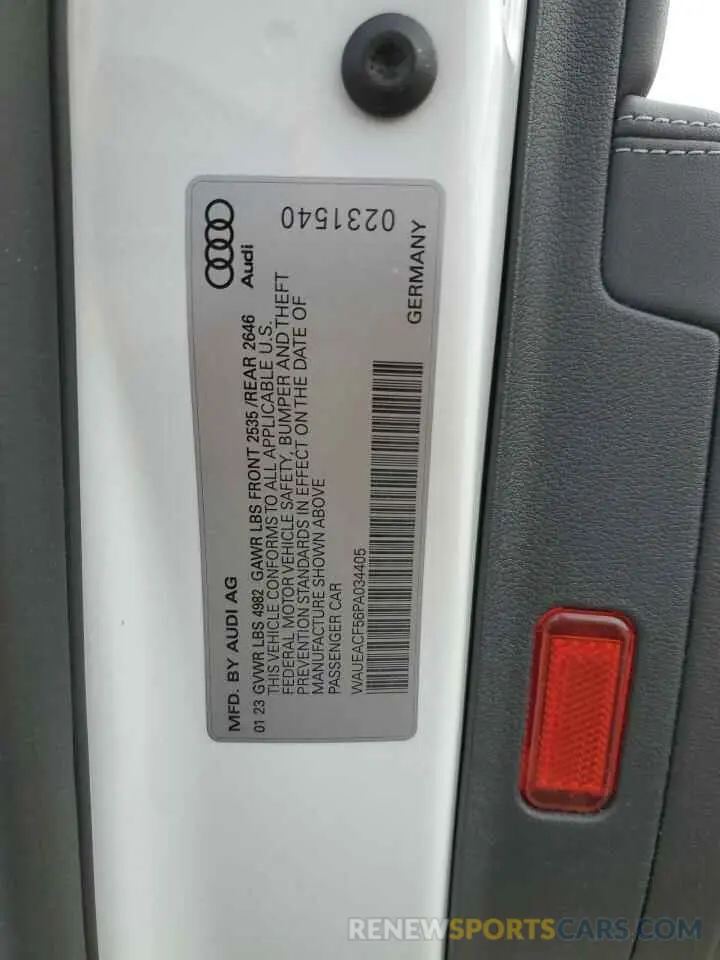 0231540
Audi
GERMANY
MFD. BY AUDI AG
01 23 GVWR LBS 4982 GAWR LBS FRONT 2535 /REAR 2646
THIS VEHICLE CONFORMS TO ALL APPLICABLE U.S.
FEDERAL MOTOR VEHICLE SAFETY, BUMPER AND THEFT
PREVENTION STANDARDS IN EFFECT ON THE DATE OF
MANUFACTURE SHOWN ABOVE
PASSENGER CAR
WAUEACF56PA034405
RENEWSPORTSCARS.COM